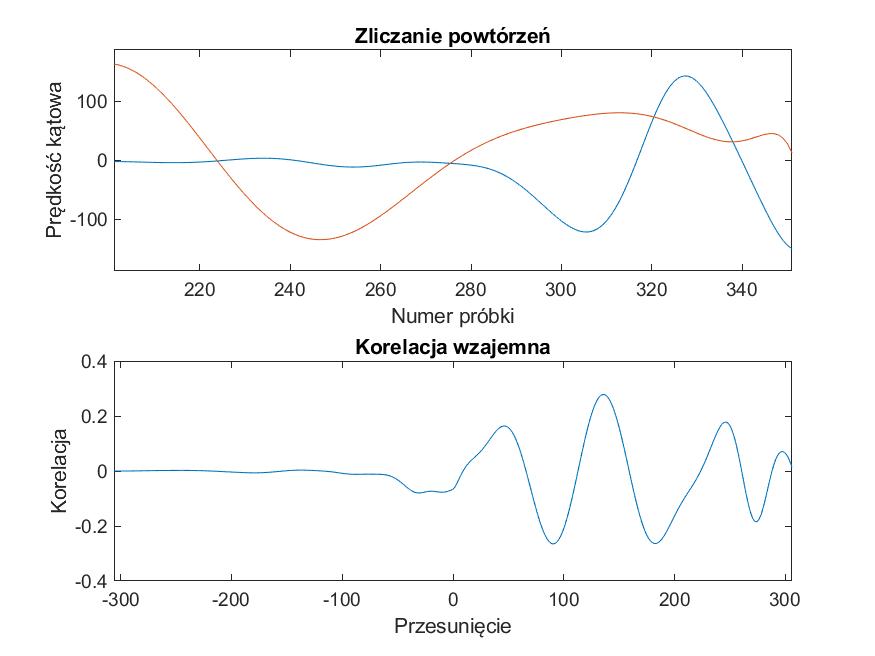 Zliczanie powtórzeń
Prędkość kątowa
100
0
-100
220 240 260 280 300 320 340
Numer próbki
Korelacja wzajemna
Korelacja
0.4
0.2
0
-0.2
-0.4
-300 -200 -100 0 100 200 300
Przesunięcie